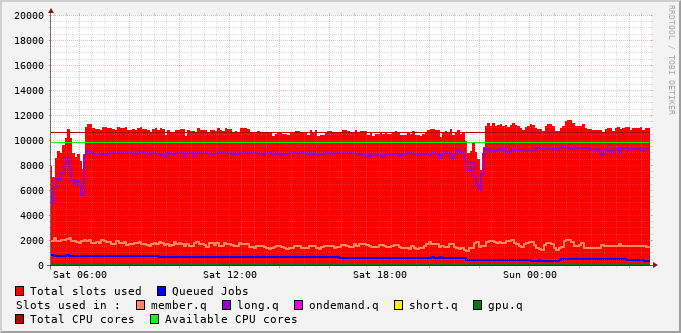 RRDTOOL / TOBI OETIKER
20000
18000
16000
14000
12000
10000
8000
6000
4000
2000
0
Sat 06:00 Sat 12:00 Sat 18:00 Sun 00:00
Total slots used Queued Jobs
Slots used in : member.q long.q ondemand.q short.q gpu.q
Total CPU cores Available CPU cores